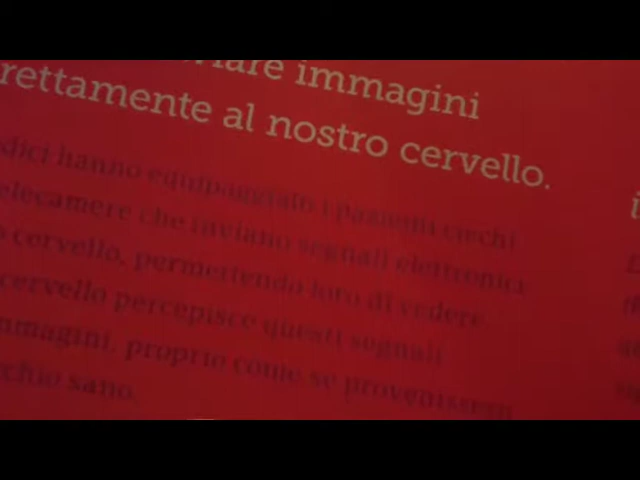 immagini
rettamente al nostro cervello.
dici hanno equipaggiato i pazienti ciechi
elecamere che inviano segnali elettronici
cervello, permettendo loro di vedere
cervello percepisce questi segnali
mmagini, proprio come se provenissero
cchio sano.